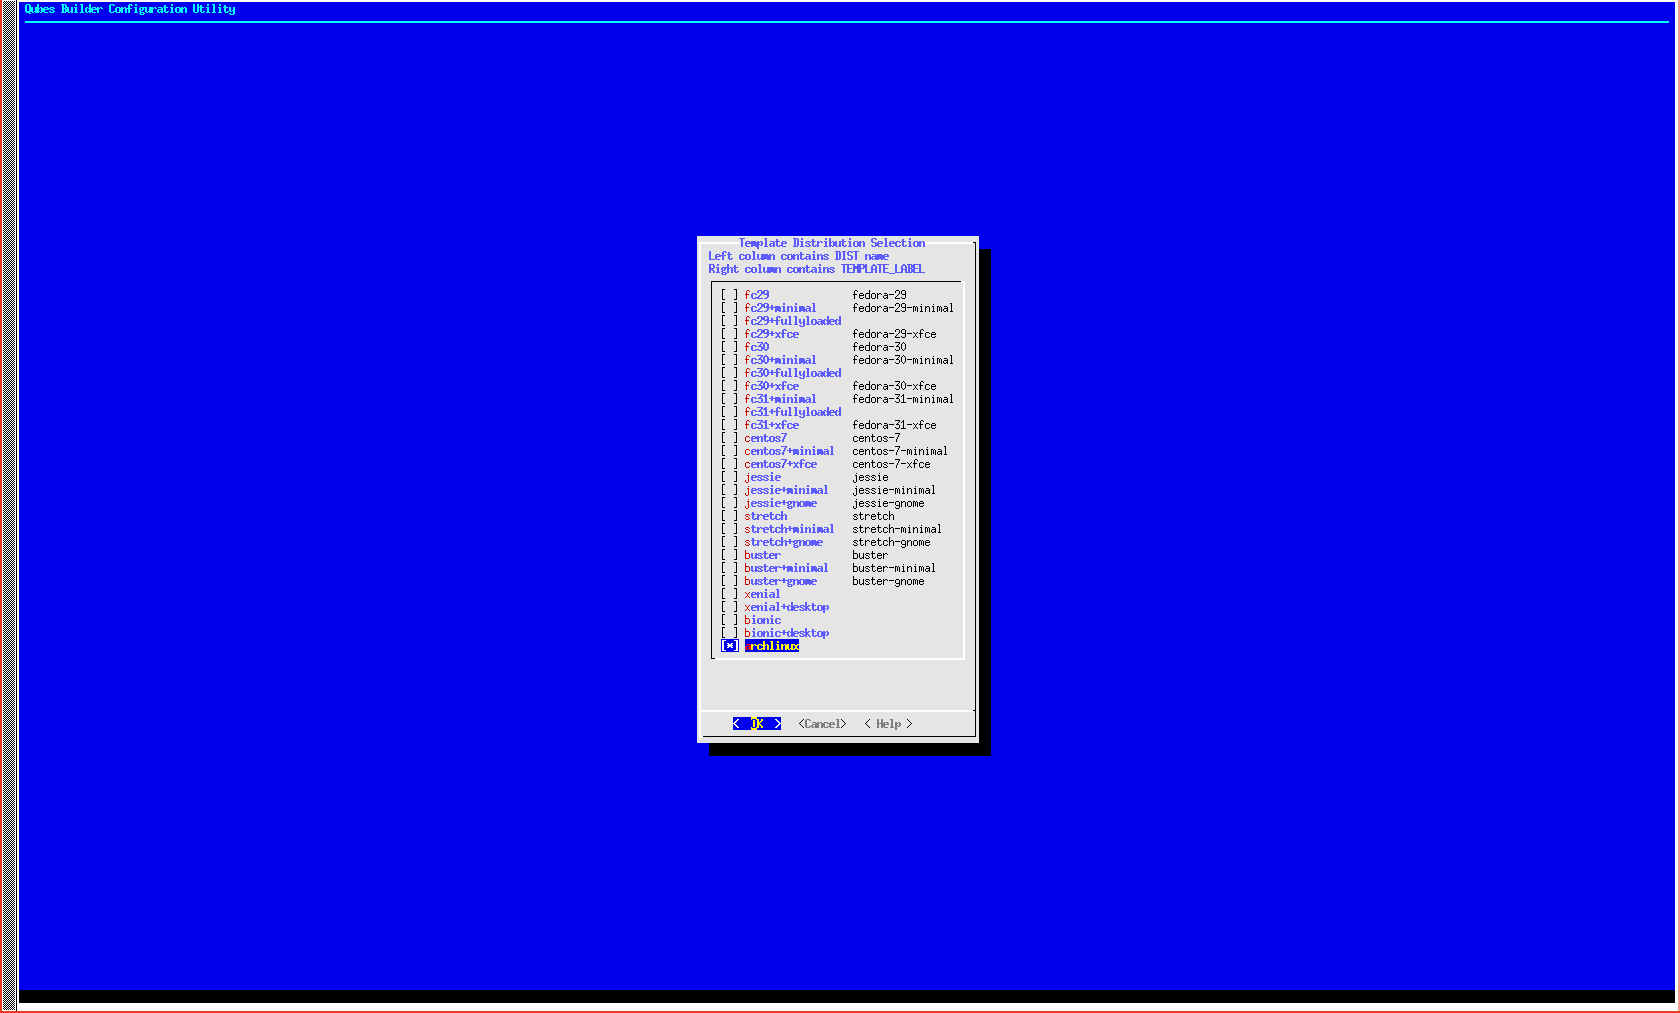 Qubes Builder Configuration Utility
Template Distribution Selection
Left column contains DIST name
Right column contains TEMPLATE_LABEL
[ ] fc29 fedora-29
[ ] fc29+minimal fedora-29-minimal
[ ] fc29+fullyloaded
[ ] fc29+xfce fedora-29-xfce
[ ] fc30 fedora-30
[ ] fc30+minimal fedora-30-minimal
[ ] fc30+fullyloaded
[ ] fc30+xfce fedora-30-xfce
[ ] fc31+minimal fedora-31-minimal
[ ] fc31+fullyloaded
[ ] fc31+xfce fedora-31-xfce
[ ] centos7 centos-7
[ ] centos7+minimal centos-7-minimal
[ ] centos7+xfce centos-7-xfce
[ ] jessie jessie
[ ] jessie+minimal jessie-minimal
[ ] jessie+gnome jessie-gnome
[ ] stretch stretch
[ ] stretch+minimal stretch-minimal
[ ] stretch+gnome stretch-gnome
[ ] buster buster
[ ] buster+minimal buster-minimal
[ ] buster+gnome buster-gnome
[ ] xenial
[ ] xenial+desktop
[ ] bionic
[ ] bionic+desktop
[*] archlinux
< OK > <Cancel> < Help >